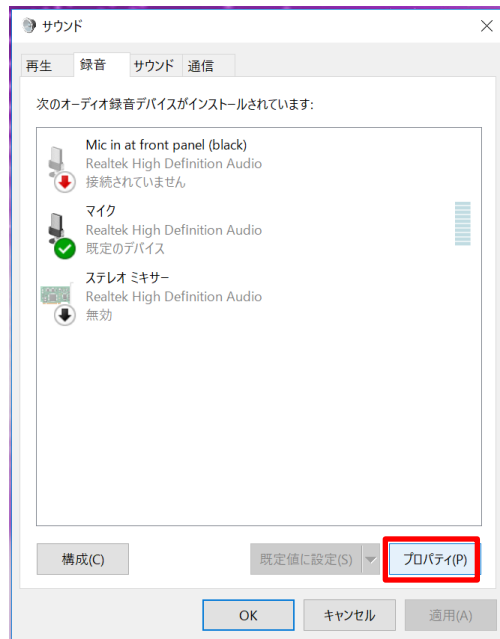 サウンド
再生 録音 サウンド 通信
次のオーディオ録音デバイスがインストールされています:
Mic in at front panel (black)
Realtek High Definition Audio
接続されていません
マイク
Realtek High Definition Audio
既定のデバイス
ステレオ ミキサー
Realtek High Definition Audio
無効
構成(C) 既定値に設定(S) プロパティ(P)
OK キャンセル 適用(A)